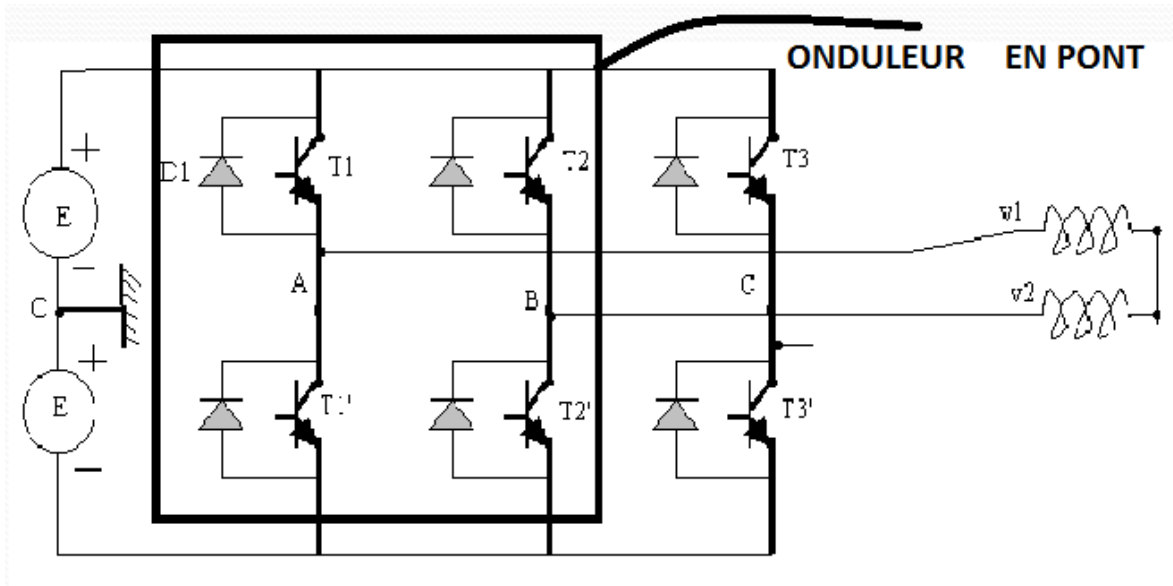 ONDULEUR EN PONT
+
D1
T1
T2
T3
E
v1
−
A
B
C
C
v2
+
E
T1'
T2'
T3'
−